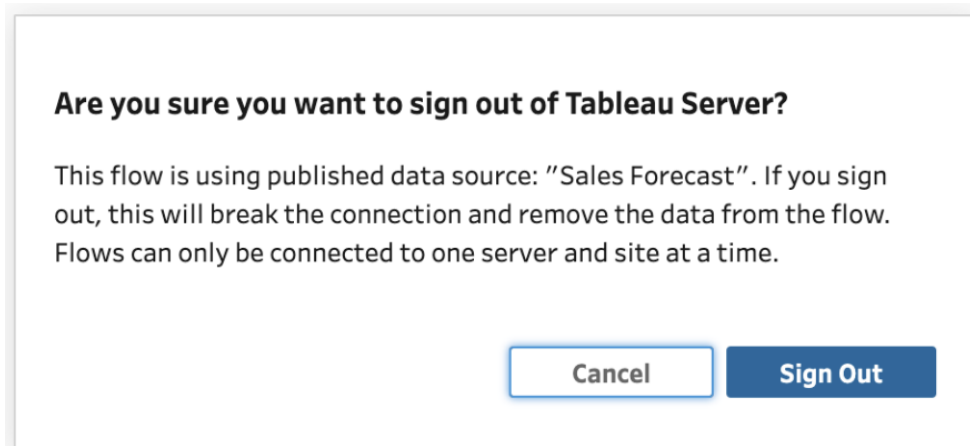 Are you sure you want to sign out of Tableau Server?
This flow is using published data source: "Sales Forecast". If you sign
out, this will break the connection and remove the data from the flow.
Flows can only be connected to one server and site at a time.
Cancel Sign Out